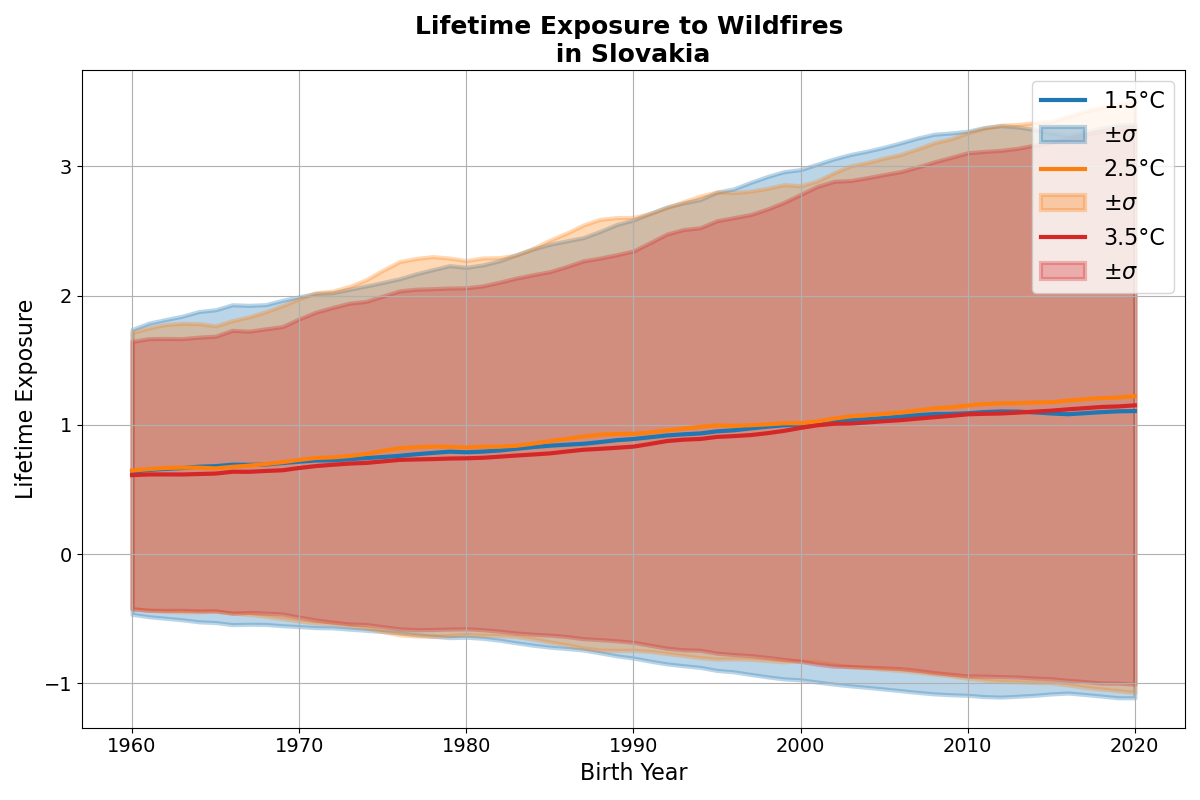 Lifetime Exposure to Wildfires
in Slovakia
1.5°C
±σ
2.5°C
±σ
3.5°C
±σ
Lifetime Exposure
3
2
1
0
−1
1960 1970 1980 1990 2000 2010 2020
Birth Year